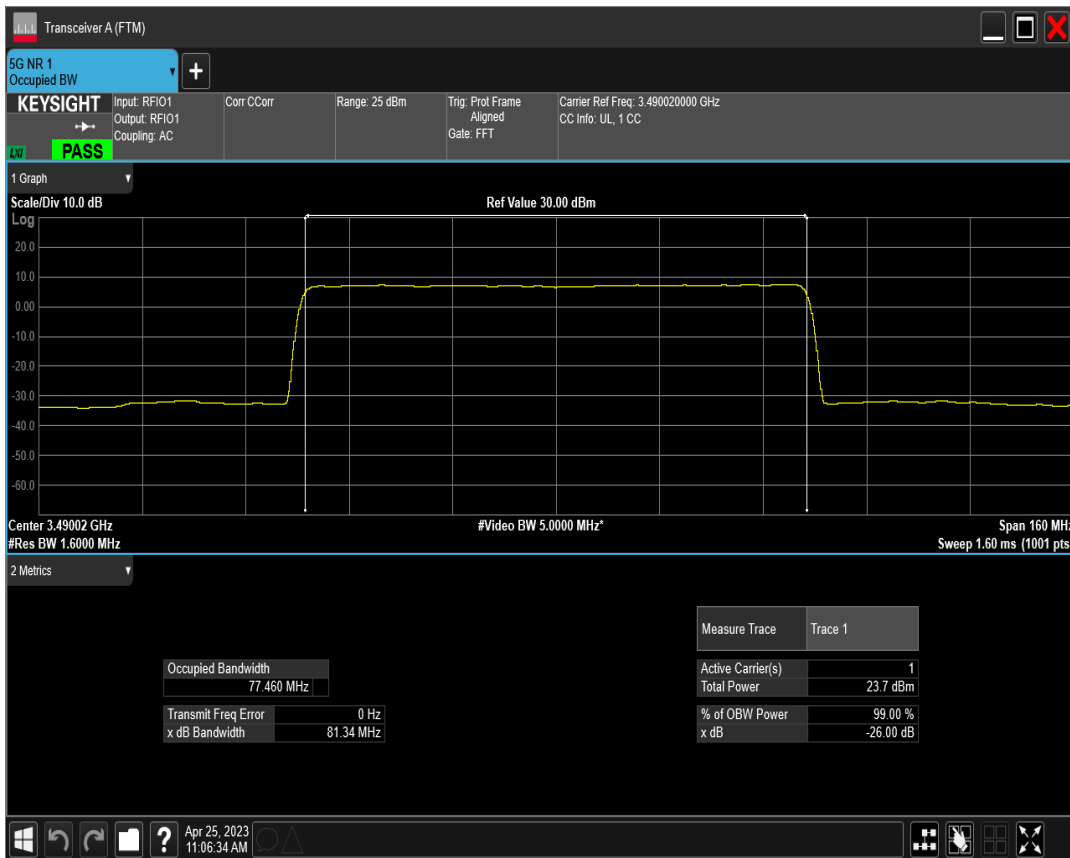 Transceiver A (FTM)
5G NR 1
Occupied BW
+
KEYSIGHT
LXI
PASS
Input: RFIO1
Output: RFIO1
Coupling: AC
Corr CCorr
Range: 25 dBm
Trig: Prot Frame
Aligned
Gate: FFT
Carrier Ref Freq: 3.490020000 GHz
CC Info: UL, 1 CC
1 Graph
Scale/Div 10.0 dB
Ref Value 30.00 dBm
Log
20.0
10.0
0.00
-10.0
-20.0
-30.0
-40.0
-50.0
-60.0
Center 3.49002 GHz
#Video BW 5.0000 MHz*
Span 160 MHz
#Res BW 1.6000 MHz
Sweep 1.60 ms (1001 pts
2 Metrics
Measure Trace Trace 1
Occupied Bandwidth
77.460 MHz
Active Carrier(s) 1
Total Power 23.7 dBm
Transmit Freq Error 0 Hz
x dB Bandwidth 81.34 MHz
% of OBW Power 99.00 %
x dB -26.00 dB
?
Apr 25, 2023
11:06:34 AM